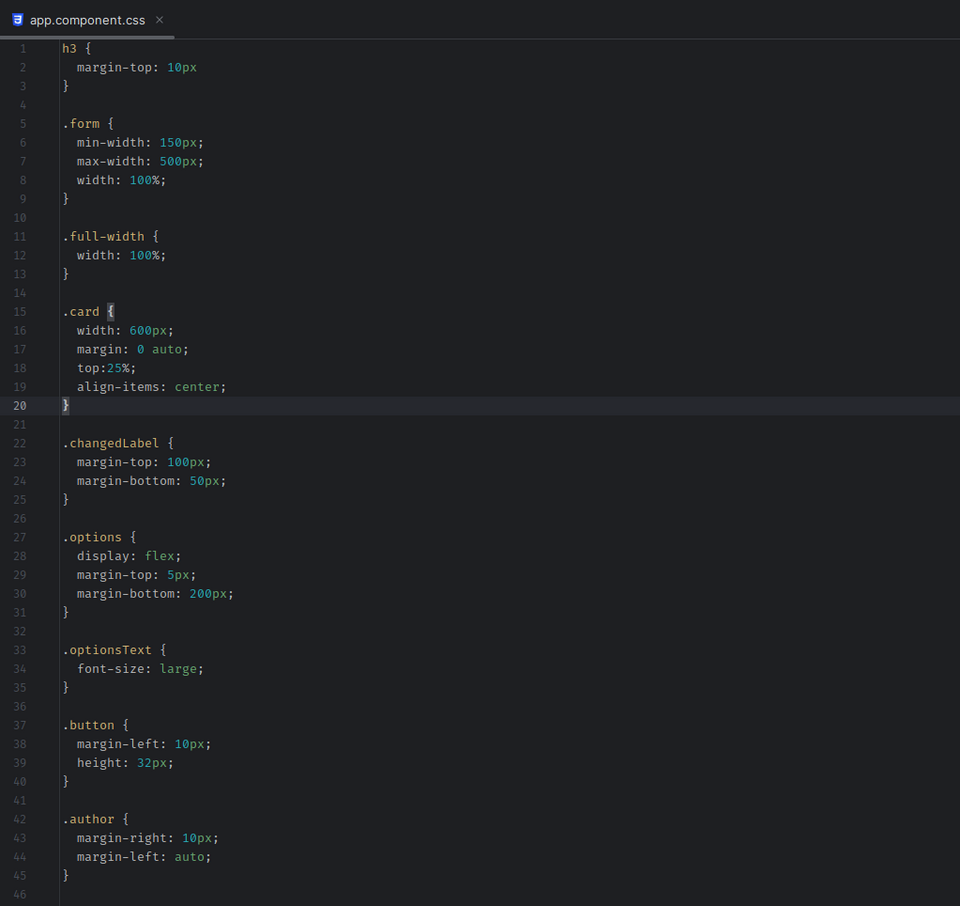 app.component.css ×
1 h3 {
2   margin-top: 10px
3 }
4
5 .form {
6   min-width: 150px;
7   max-width: 500px;
8   width: 100%;
9 }
10
11 .full-width {
12   width: 100%;
13 }
14
15 .card {
16   width: 600px;
17   margin: 0 auto;
18   top:25%;
19   align-items: center;
20 }
21
22 .changedLabel {
23   margin-top: 100px;
24   margin-bottom: 50px;
25 }
26
27 .options {
28   display: flex;
29   margin-top: 5px;
30   margin-bottom: 200px;
31 }
32
33 .optionsText {
34   font-size: large;
35 }
36
37 .button {
38   margin-left: 10px;
39   height: 32px;
40 }
41
42 .author {
43   margin-right: 10px;
44   margin-left: auto;
45 }
46